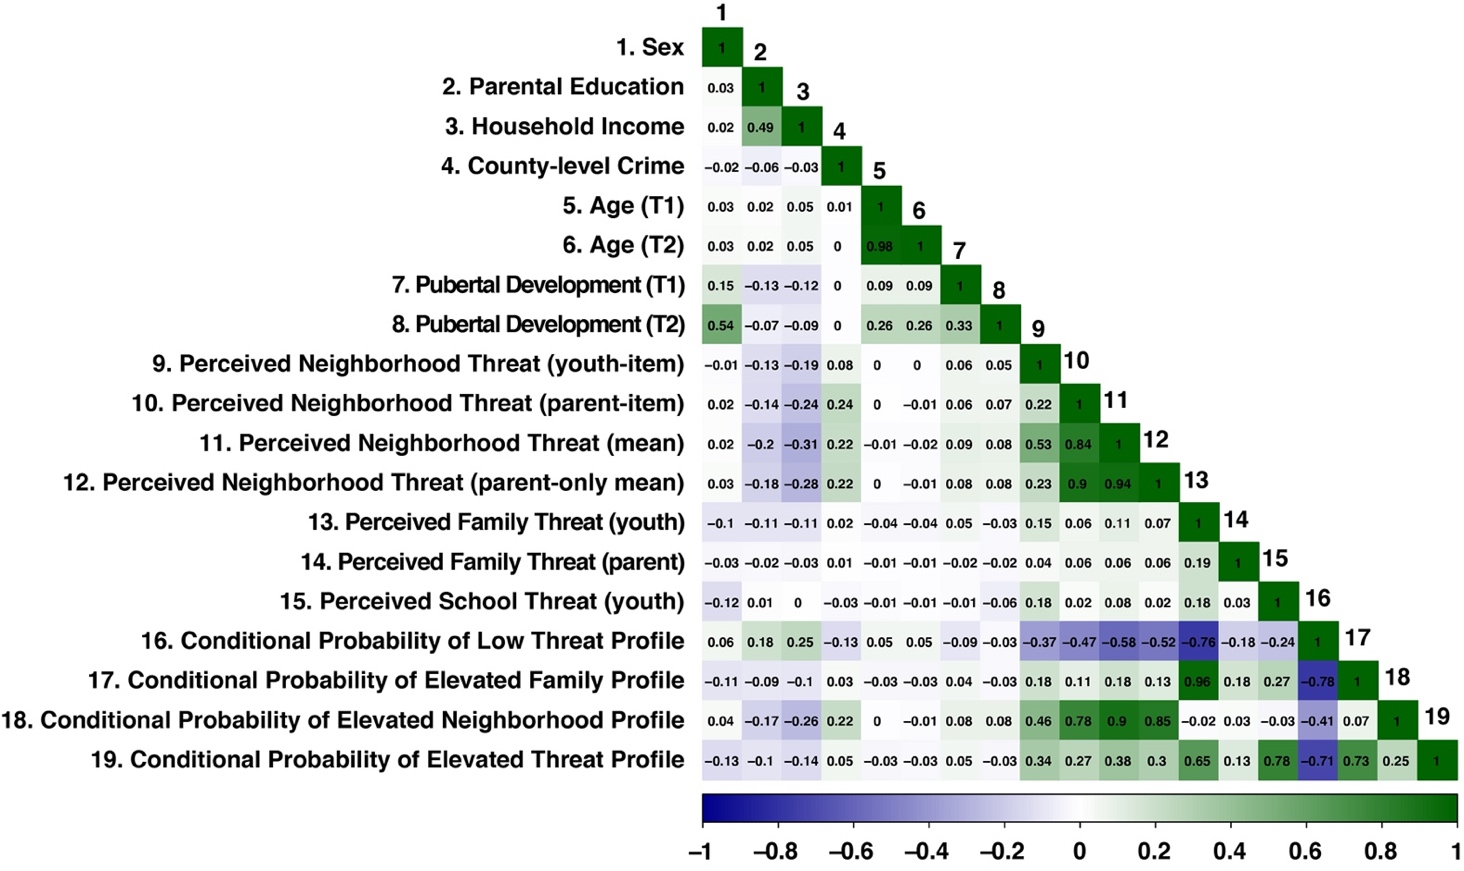 1
1. Sex 1 2
2. Parental Education 0.03 1 3
3. Household Income 0.02 0.49 1 4
4. County-level Crime −0.02 −0.06 −0.03 1 5
5. Age (T1) 0.03 0.02 0.05 0.01 1 6
6. Age (T2) 0.03 0.02 0.05 0 0.98 1 7
7. Pubertal Development (T1) 0.15 −0.13 −0.12 0 0.09 0.09 1 8
8. Pubertal Development (T2) 0.54 −0.07 −0.09 0 0.26 0.26 0.33 1 9
9. Perceived Neighborhood Threat (youth-item) −0.01 −0.13 −0.19 0.08 0 0 0.06 0.05 1 10
10. Perceived Neighborhood Threat (parent-item) 0.02 −0.14 −0.24 0.24 0 −0.01 0.06 0.07 0.22 1 11
11. Perceived Neighborhood Threat (mean) 0.02 −0.2 −0.31 0.22 −0.01 −0.02 0.09 0.08 0.53 0.84 1 12
12. Perceived Neighborhood Threat (parent-only mean) 0.03 −0.18 −0.28 0.22 0 −0.01 0.08 0.08 0.23 0.9 0.94 1 13
13. Perceived Family Threat (youth) −0.1 −0.11 −0.11 0.02 −0.04 −0.04 0.05 −0.03 0.15 0.06 0.11 0.07 1 14
14. Perceived Family Threat (parent) −0.03 −0.02 −0.03 0.01 −0.01 −0.01 −0.02 −0.02 0.04 0.06 0.06 0.06 0.19 1 15
15. Perceived School Threat (youth) −0.12 0.01 0 −0.03 −0.01 −0.01 −0.01 −0.06 0.18 0.02 0.08 0.02 0.18 0.03 1 16
16. Conditional Probability of Low Threat Profile 0.06 0.18 0.25 −0.13 0.05 0.05 −0.09 −0.03 −0.37 −0.47 −0.58 −0.52 −0.76 −0.18 −0.24 1 17
17. Conditional Probability of Elevated Family Profile −0.11 −0.09 −0.1 0.03 −0.03 −0.03 0.04 −0.03 0.18 0.11 0.18 0.13 0.96 0.18 0.27 −0.78 1 18
18. Conditional Probability of Elevated Neighborhood Profile 0.04 −0.17 −0.26 0.22 0 −0.01 0.08 0.08 0.46 0.78 0.9 0.85 −0.02 0.03 −0.03 −0.41 0.07 1 19
19. Conditional Probability of Elevated Threat Profile −0.13 −0.1 −0.14 0.05 −0.03 −0.03 0.05 −0.03 0.34 0.27 0.38 0.3 0.65 0.13 0.78 −0.71 0.73 0.25 1
−1 −0.8 −0.6 −0.4 −0.2 0 0.2 0.4 0.6 0.8 1